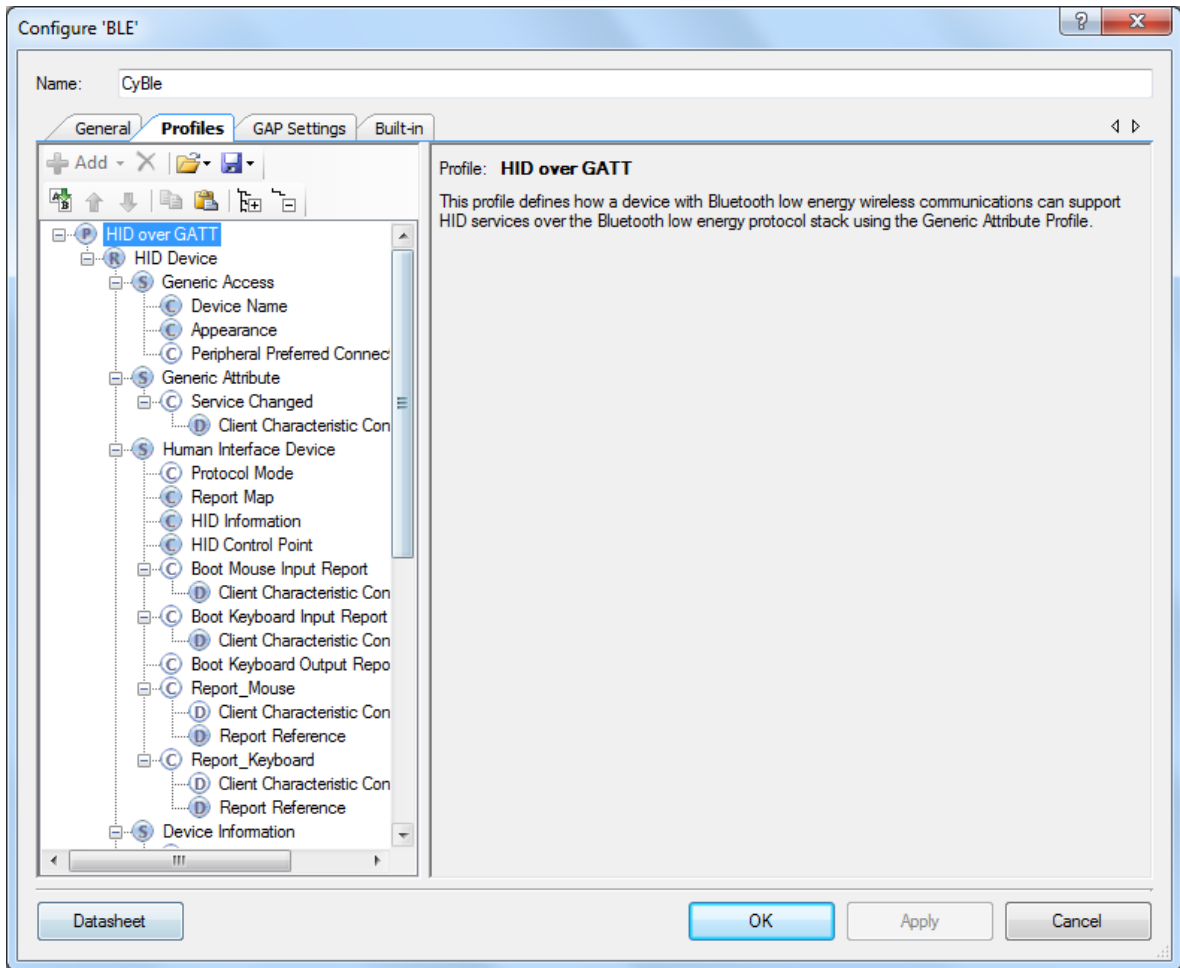 Configure 'BLE'
Name: CyBle
General Profiles GAP Settings Built-in
Add
Profile: HID over GATT
This profile defines how a device with Bluetooth low energy wireless communications can support
HID services over the Bluetooth low energy protocol stack using the Generic Attribute Profile.
P HID over GATT
R HID Device
S Generic Access
C Device Name
C Appearance
C Peripheral Preferred Connec
S Generic Attribute
C Service Changed
D Client Characteristic Con
S Human Interface Device
C Protocol Mode
C Report Map
C HID Information
C HID Control Point
C Boot Mouse Input Report
D Client Characteristic Con
C Boot Keyboard Input Report
D Client Characteristic Con
C Boot Keyboard Output Repo
C Report_Mouse
D Client Characteristic Con
D Report Reference
C Report_Keyboard
D Client Characteristic Con
D Report Reference
S Device Information
Datasheet OK Apply Cancel